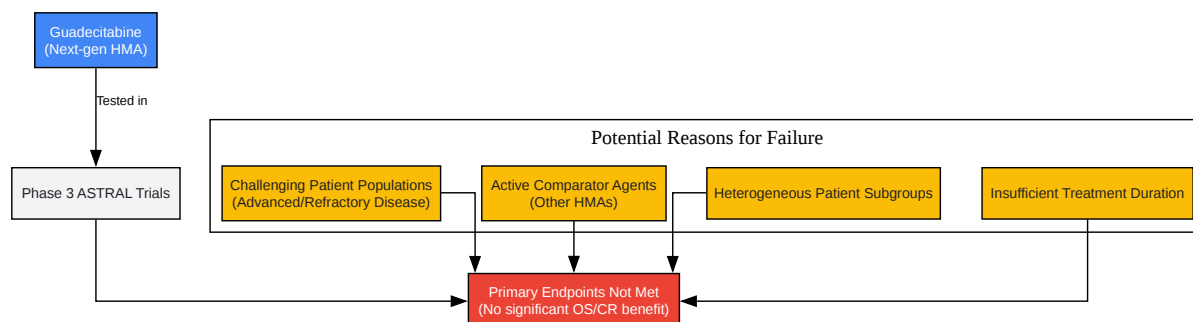 Guadecitabine
(Next-gen HMA)
Tested in
Potential Reasons for Failure
Phase 3 ASTRAL Trials
Challenging Patient Populations
(Advanced/Refractory Disease)
Active Comparator Agents
(Other HMAs)
Heterogeneous Patient Subgroups
Insufficient Treatment Duration
Primary Endpoints Not Met
(No significant OS/CR benefit)